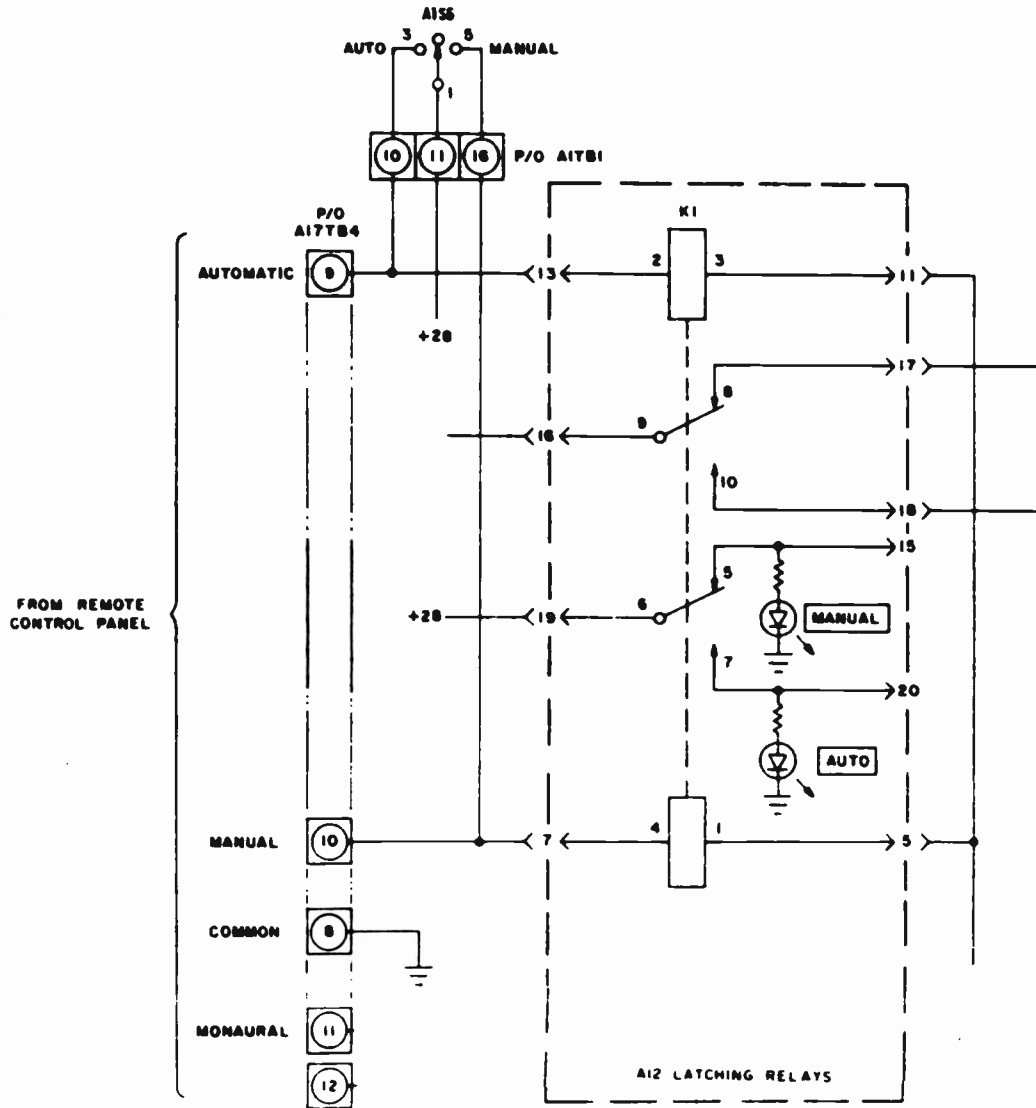 A1S5
3
5
AUTO
MANUAL
1
10
11
16
P/O A1TB1
P/O
A17TB4
K1
AUTOMATIC
9
13
2
3
11
+28
8
17
9
16
10
18
15
5
6
+28
19
MANUAL
FROM REMOTE
CONTROL PANEL
7
20
AUTO
MANUAL
10
7
4
1
5
COMMON
8
MONAURAL
11
12
A12 LATCHING RELAYS